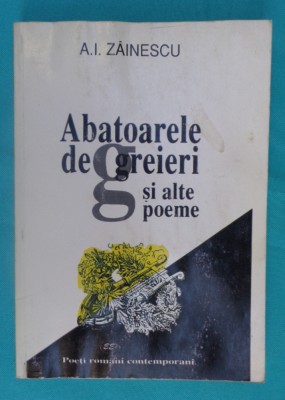 A.I. ZĂINESCU
Abatoarele
de greieri
și alte
poeme
Poeți români contemporani